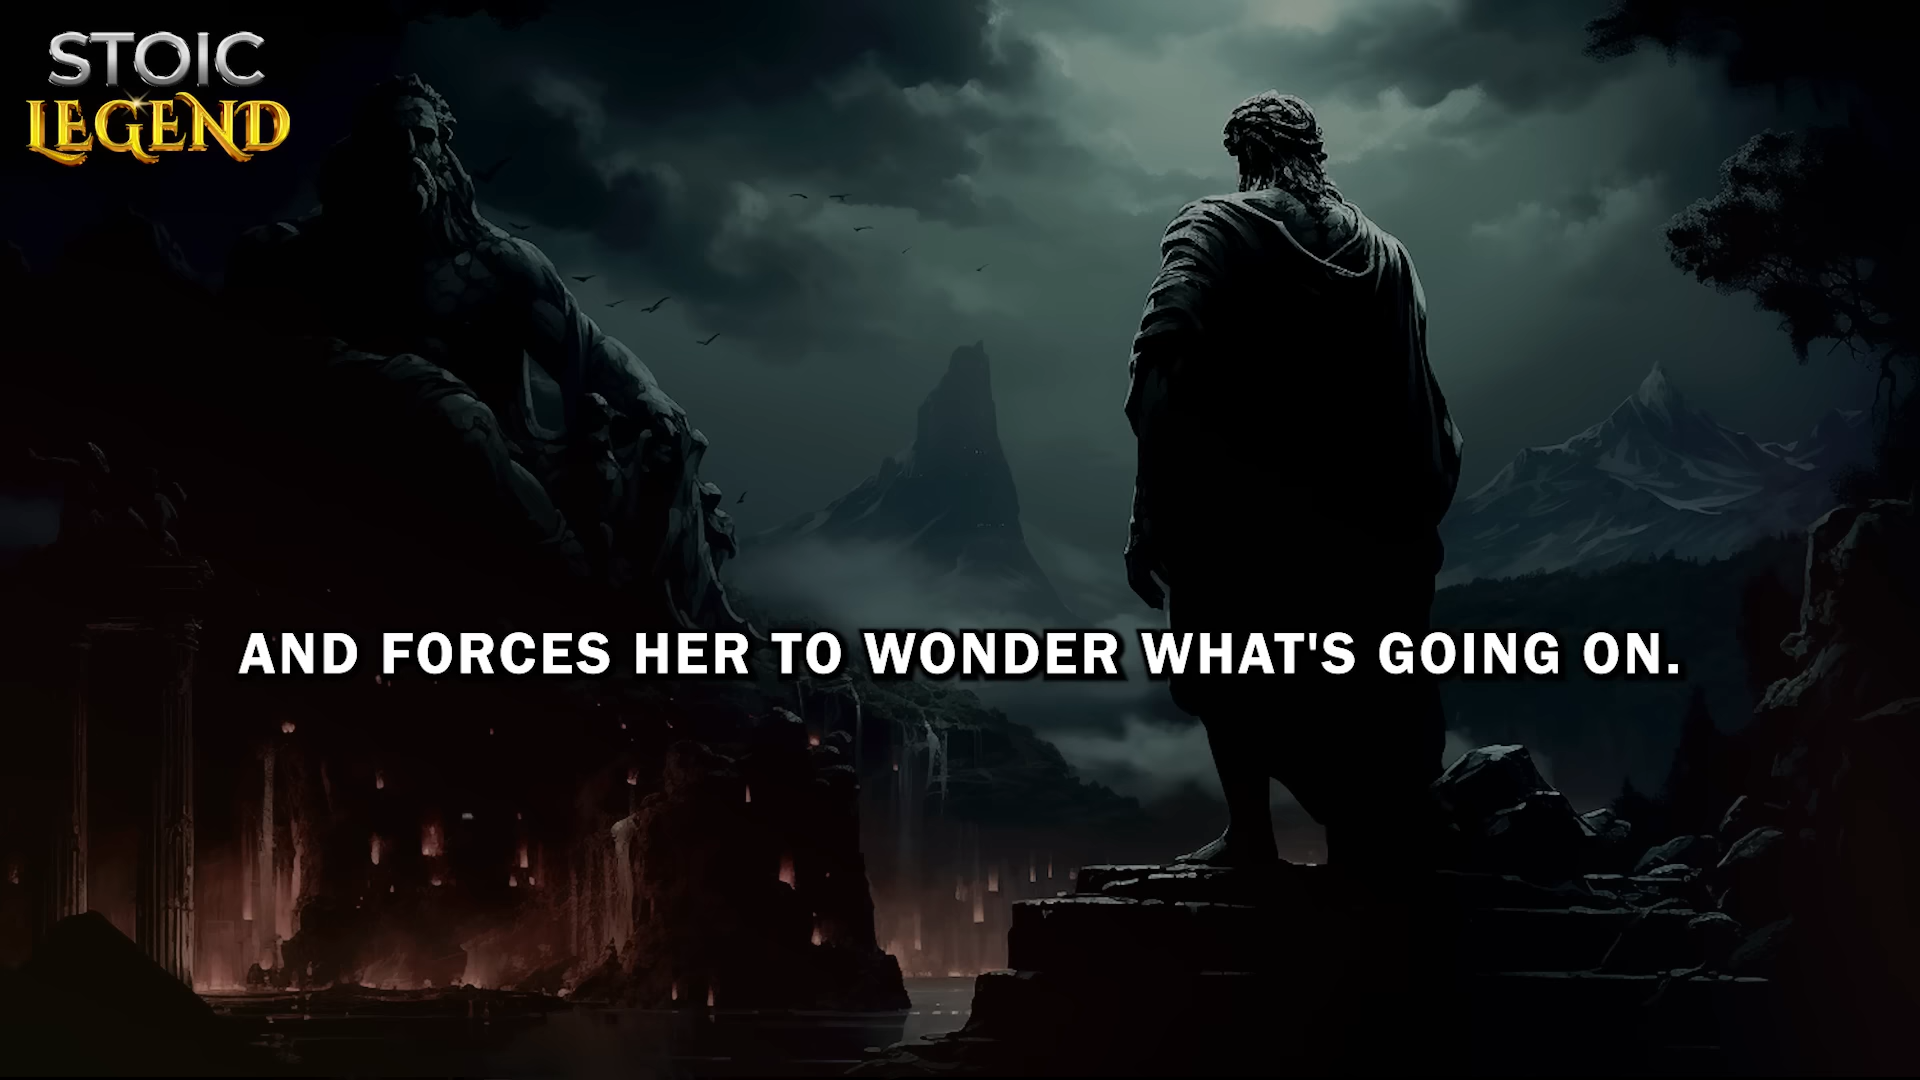 STOIC
LEGEND
AND FORCES HER TO WONDER WHAT'S GOING ON.